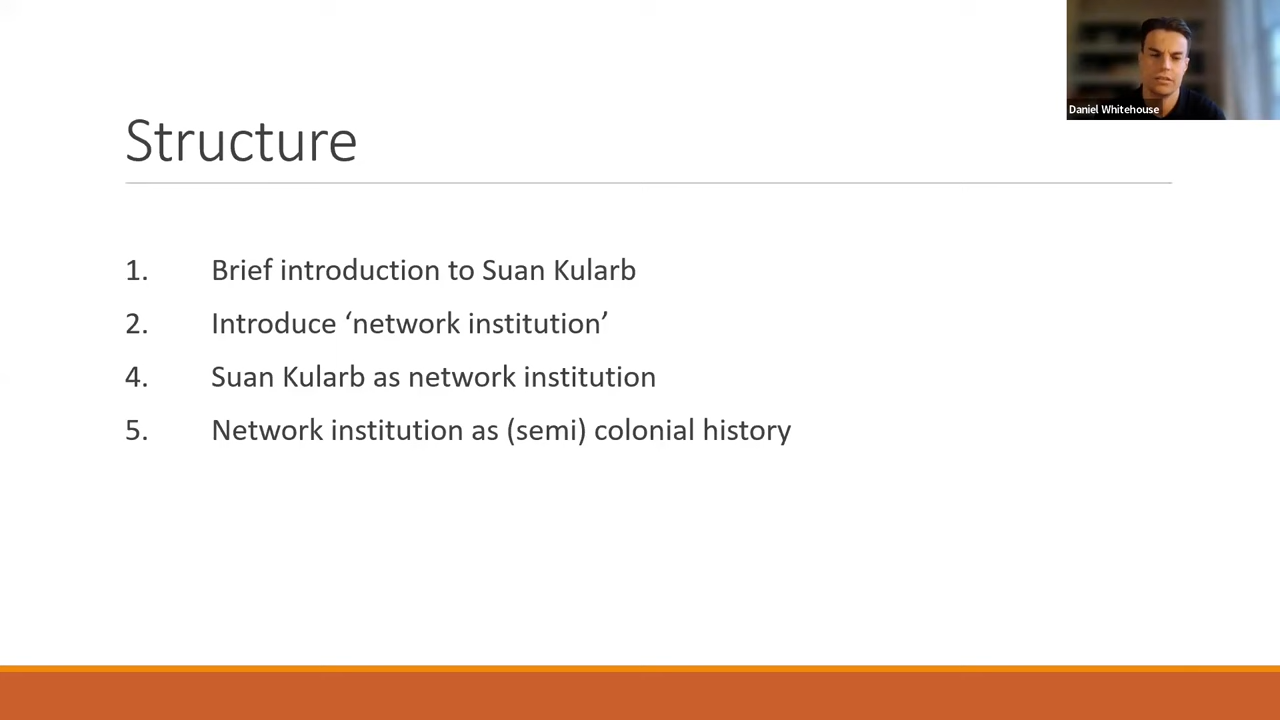 Daniel Whitehouse
Structure
1. Brief introduction to Suan Kularb
2. Introduce ‘network institution’
4. Suan Kularb as network institution
5. Network institution as (semi) colonial history